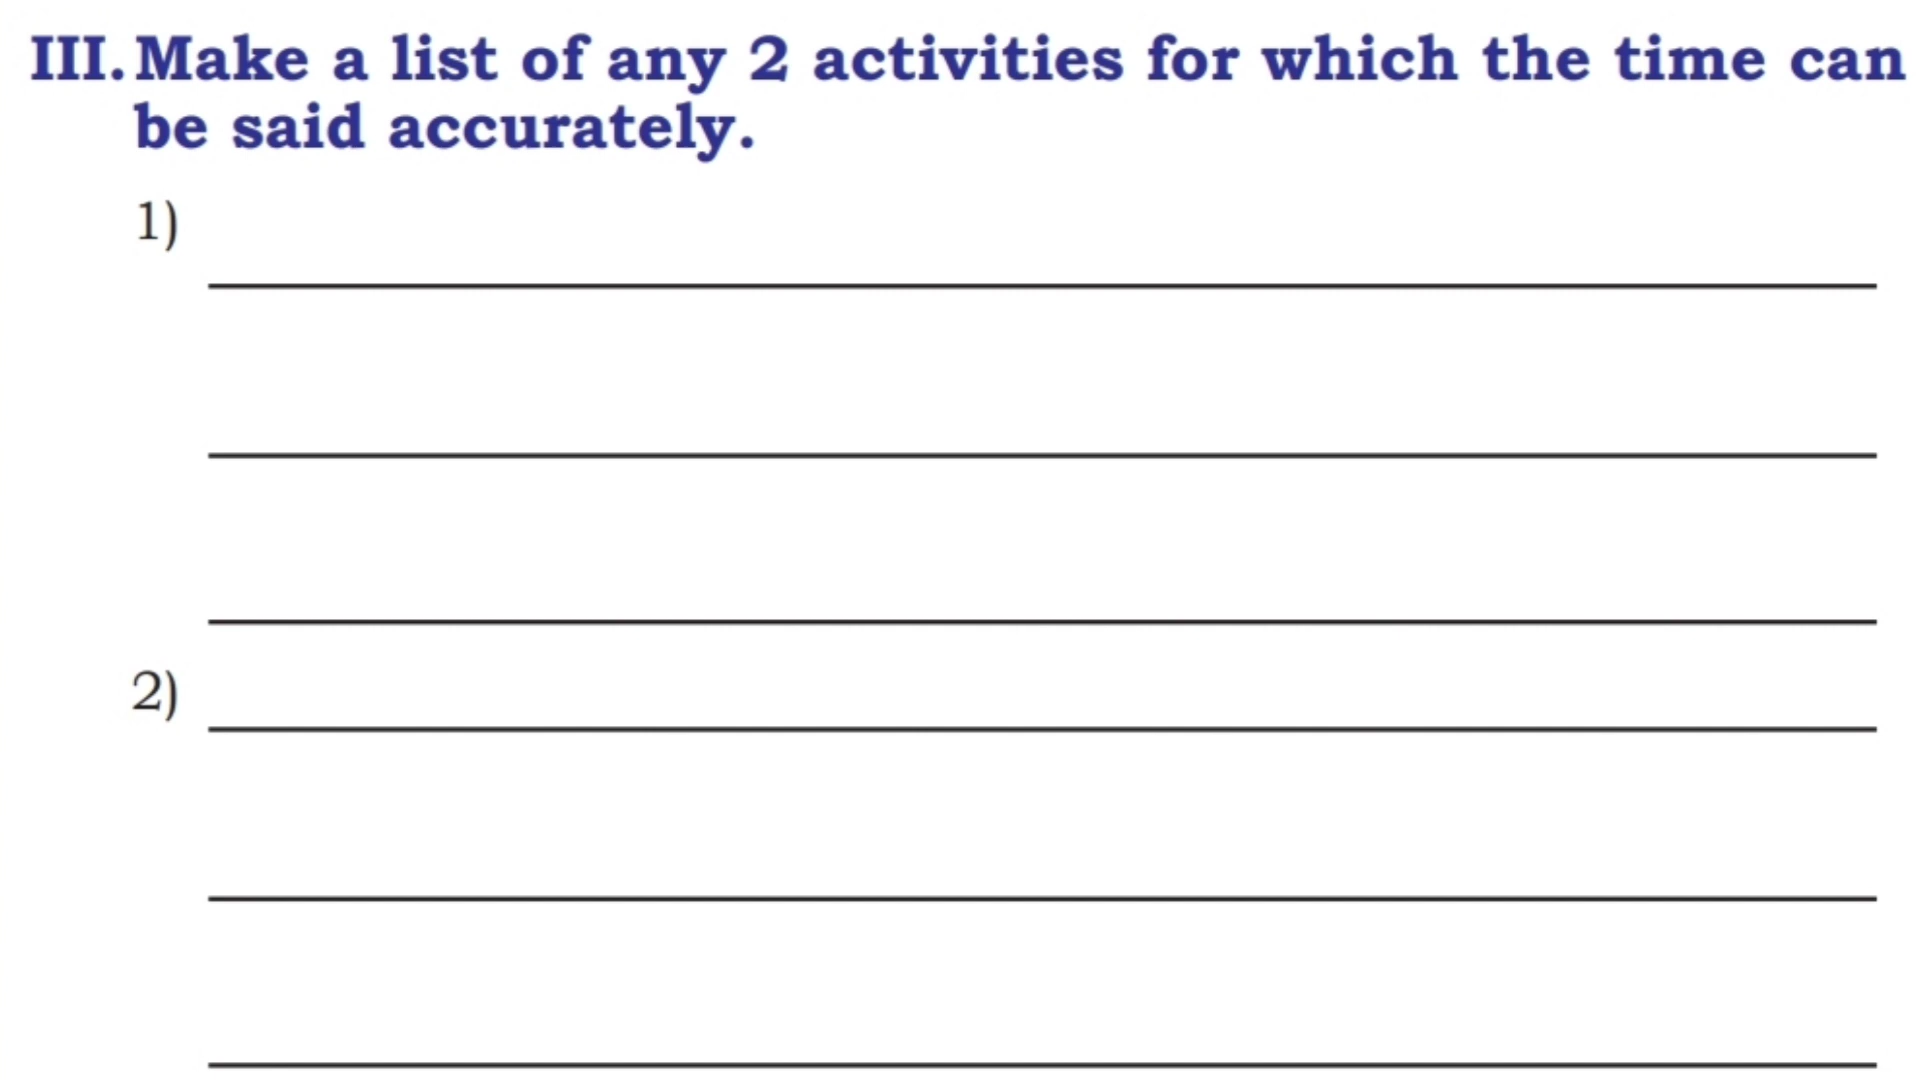 III. Make a list of any 2 activities for which the time can
be said accurately.
1)
2)